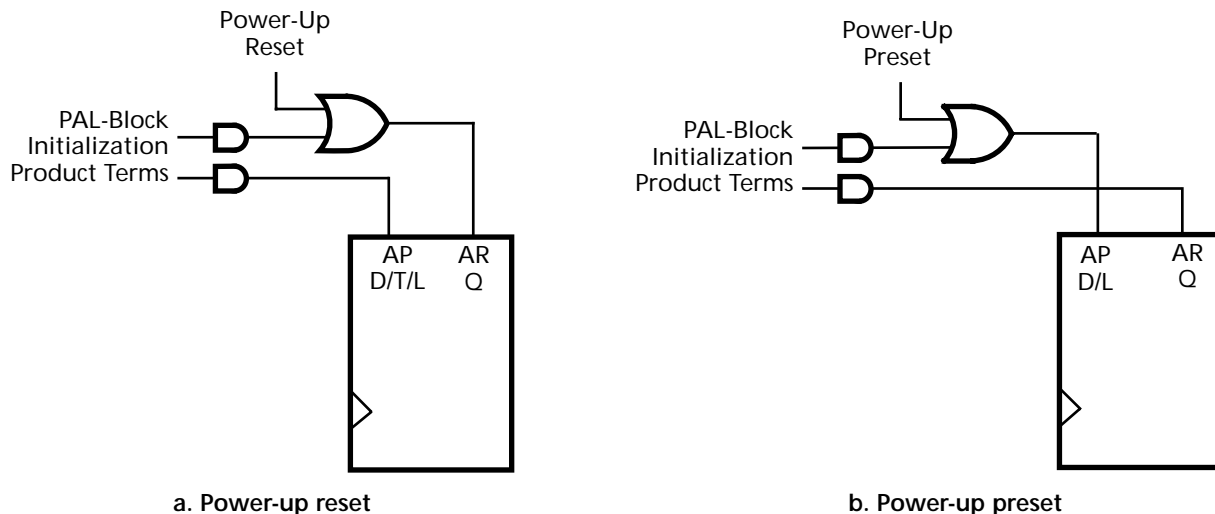 Power-Up
Reset
PAL-Block
Initialization
Product Terms
AP
AR
D/T/L
Q
a. Power-up reset
Power-Up
Preset
PAL-Block
Initialization
Product Terms
AP
AR
D/L
Q
b. Power-up preset